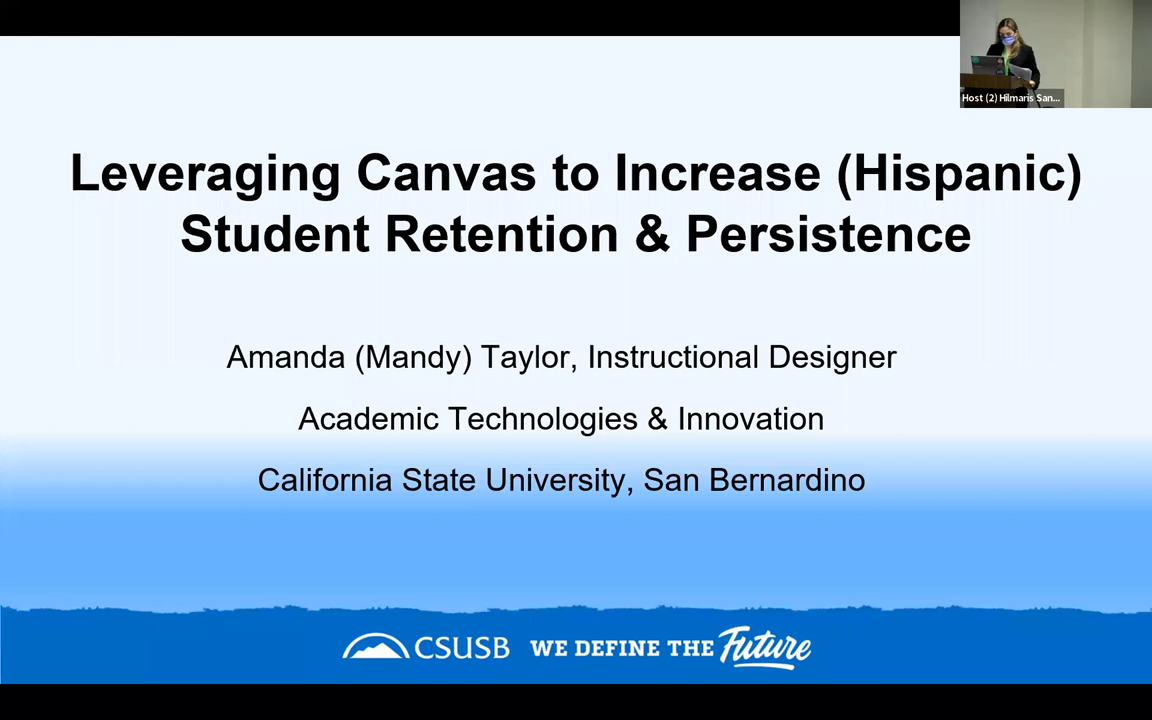 Host (2) Hilmaris San...
Leveraging Canvas to Increase (Hispanic)
Student Retention & Persistence
Amanda (Mandy) Taylor, Instructional Designer
Academic Technologies & Innovation
California State University, San Bernardino
CSUSB WE DEFINE THE Future